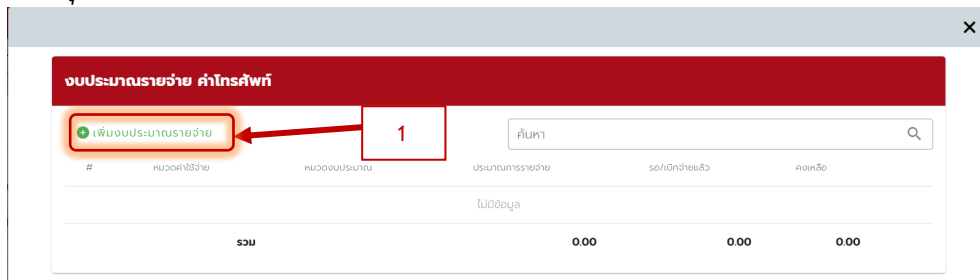 ×
งบประมาณรายจ่าย ค่าโทรศัพท์
เพิ่มงบประมาณรายจ่าย
1
ค้นหา
# หมวดค่าใช้จ่าย หมวดงบประมาณ ประมาณการรายจ่าย รอ/เบิกจ่ายแล้ว คงเหลือ
ไม่มีข้อมูล
รวม 0.00 0.00 0.00